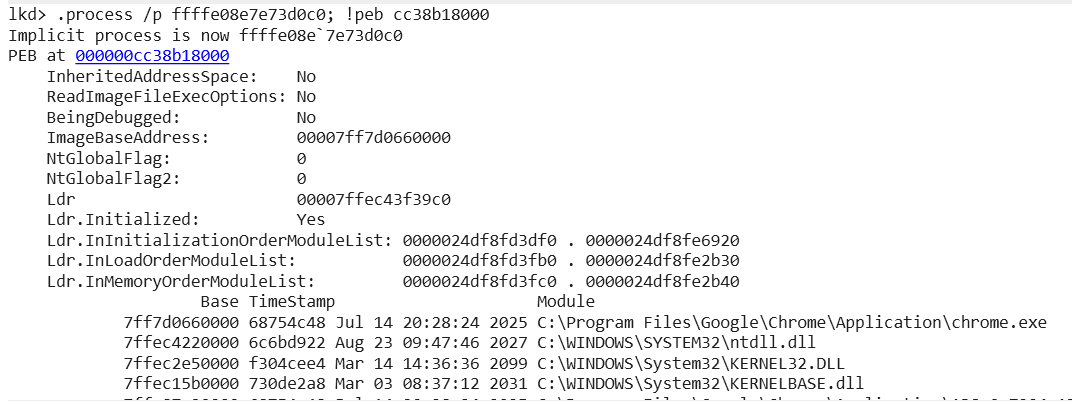 lkd> .process /p ffffe08e7e73d0c0; !peb cc38b18000
Implicit process is now ffffe08e`7e73d0c0
PEB at 000000cc38b18000
InheritedAddressSpace: No
ReadImageFileExecOptions: No
BeingDebugged: No
ImageBaseAddress: 00007ff7d0660000
NtGlobalFlag: 0
NtGlobalFlag2: 0
Ldr 00007ffec43f39c0
Ldr.Initialized: Yes
Ldr.InInitializationOrderModuleList: 0000024df8fd3df0 . 0000024df8fe6920
Ldr.InLoadOrderModuleList: 0000024df8fd3fb0 . 0000024df8fe2b30
Ldr.InMemoryOrderModuleList: 0000024df8fd3fc0 . 0000024df8fe2b40
Base TimeStamp Module
7ff7d0660000 68754c48 Jul 14 20:28:24 2025 C:\Program Files\Google\Chrome\Application\chrome.exe
7ffec4220000 6c6bd922 Aug 23 09:47:46 2027 C:\WINDOWS\SYSTEM32\ntdll.dll
7ffec2e50000 f304cee4 Mar 14 14:36:36 2099 C:\WINDOWS\System32\KERNEL32.DLL
7ffec15b0000 730de2a8 Mar 03 08:37:12 2031 C:\WINDOWS\System32\KERNELBASE.dll